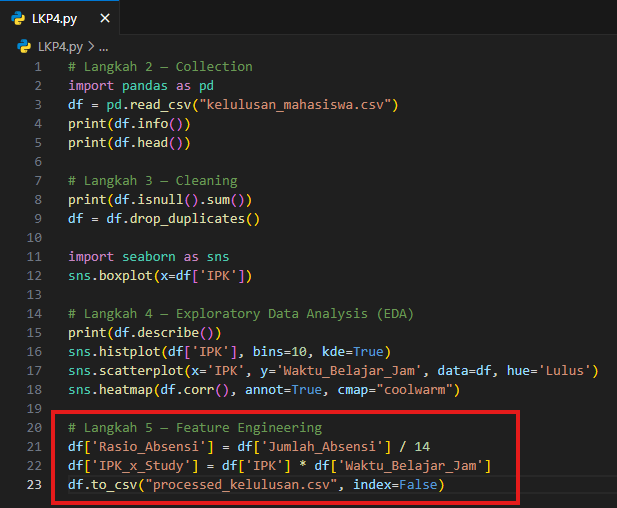 LKP4.py ×
LKP4.py > ...
1 # Langkah 2 — Collection
2 import pandas as pd
3 df = pd.read_csv("kelulusan_mahasiswa.csv")
4 print(df.info())
5 print(df.head())
6
7 # Langkah 3 — Cleaning
8 print(df.isnull().sum())
9 df = df.drop_duplicates()
10
11 import seaborn as sns
12 sns.boxplot(x=df['IPK'])
13
14 # Langkah 4 — Exploratory Data Analysis (EDA)
15 print(df.describe())
16 sns.histplot(df['IPK'], bins=10, kde=True)
17 sns.scatterplot(x='IPK', y='Waktu_Belajar_Jam', data=df, hue='Lulus')
18 sns.heatmap(df.corr(), annot=True, cmap="coolwarm")
19
20 # Langkah 5 — Feature Engineering
21 df['Rasio_Absensi'] = df['Jumlah_Absensi'] / 14
22 df['IPK_x_Study'] = df['IPK'] * df['Waktu_Belajar_Jam']
23 df.to_csv("processed_kelulusan.csv", index=False)